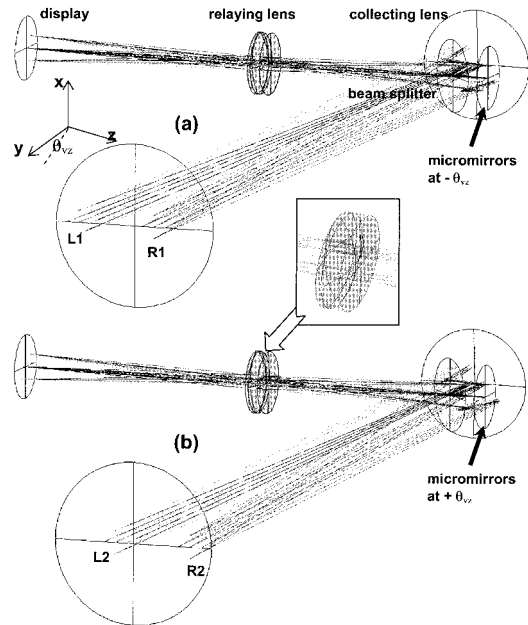 display
relaying lens
collecting lens
beam splitter
x
y
z
θvz
(a)
micromirrors
at - θvz
L1
R1
(b)
micromirrors
at + θvz
L2
R2